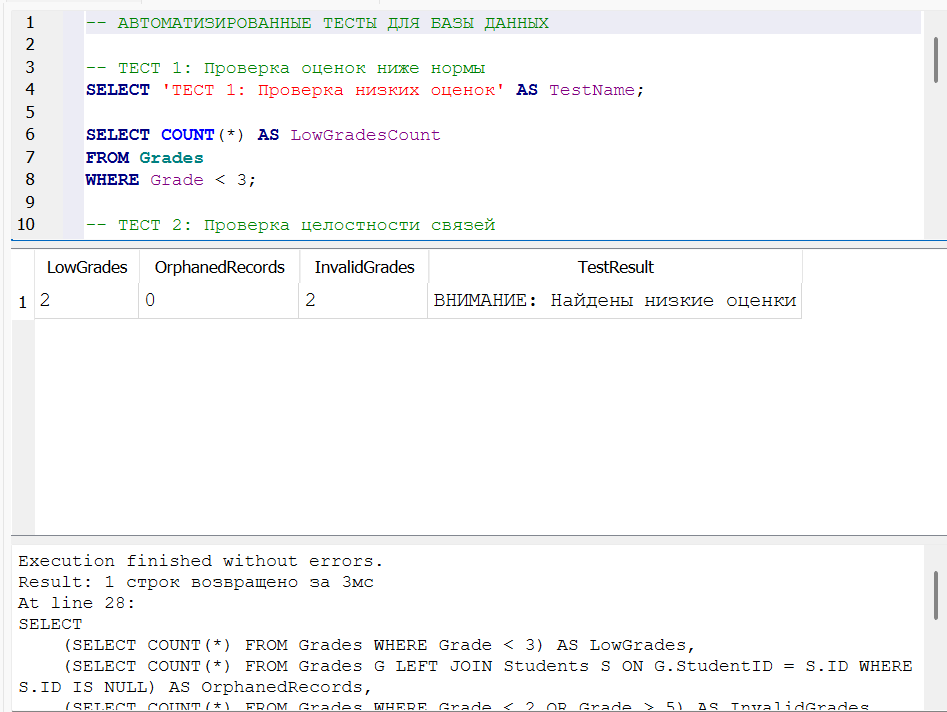 1 -- АВТОМАТИЗИРОВАННЫЕ ТЕСТЫ ДЛЯ БАЗЫ ДАННЫХ
2
3 -- ТЕСТ 1: Проверка оценок ниже нормы
4 SELECT 'ТЕСТ 1: Проверка низких оценок' AS TestName;
5
6 SELECT COUNT(*) AS LowGradesCount
7 FROM Grades
8 WHERE Grade < 3;
9
10 -- ТЕСТ 2: Проверка целостности связей
LowGrades OrphanedRecords InvalidGrades TestResult
1 2 0 2 ВНИМАНИЕ: Найдены низкие оценки
Execution finished without errors.
Result: 1 строк возвращено за 3мс
At line 28:
SELECT
(SELECT COUNT(*) FROM Grades WHERE Grade < 3) AS LowGrades,
(SELECT COUNT(*) FROM Grades G LEFT JOIN Students S ON G.StudentID = S.ID WHERE
S.ID IS NULL) AS OrphanedRecords,
(SELECT COUNT(*) FROM Grades WHERE Grade < 2 OR Grade > 5) AS InvalidGrades